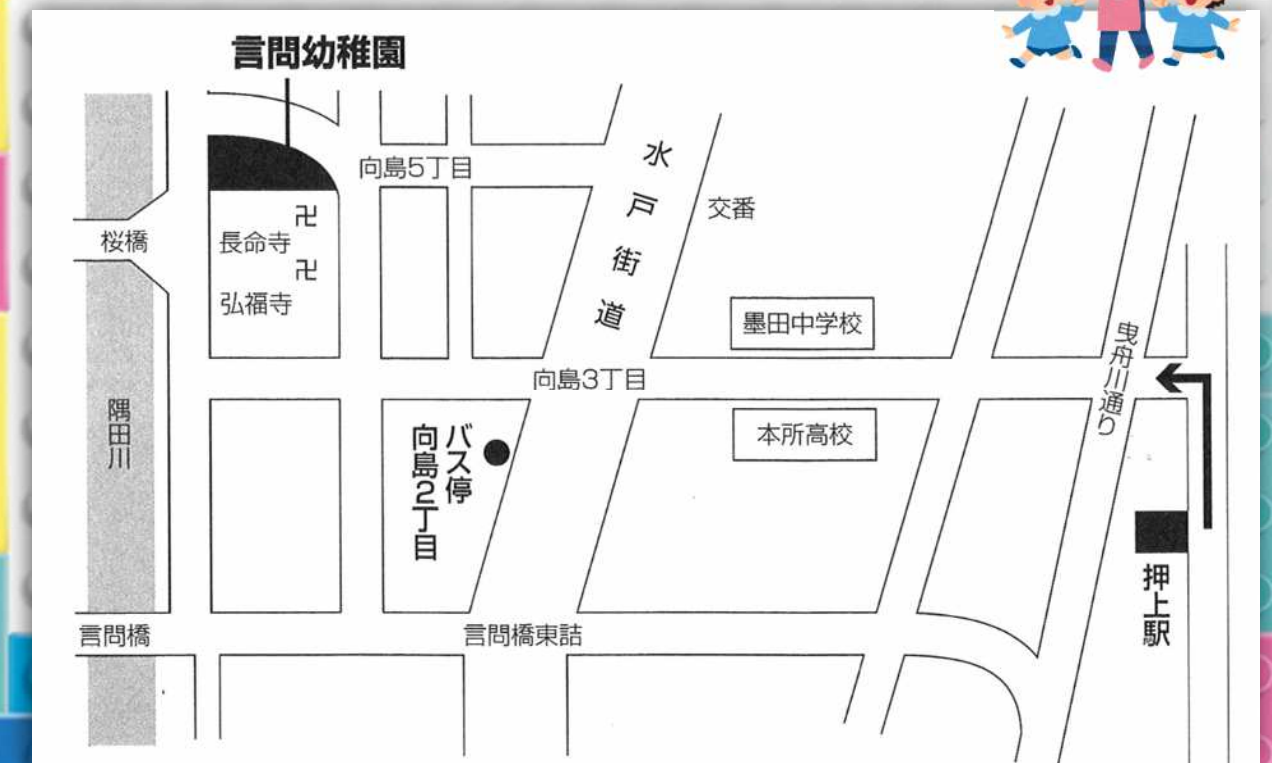 言問幼稚園
水戸街道
向島5丁目
交番
卍
長命寺
桜橋
卍
弘福寺
墨田中学校
曳舟川通り
向島3丁目
隅田川
本所高校
バス停
向島2丁目
押上駅
言問橋
言問橋東詰